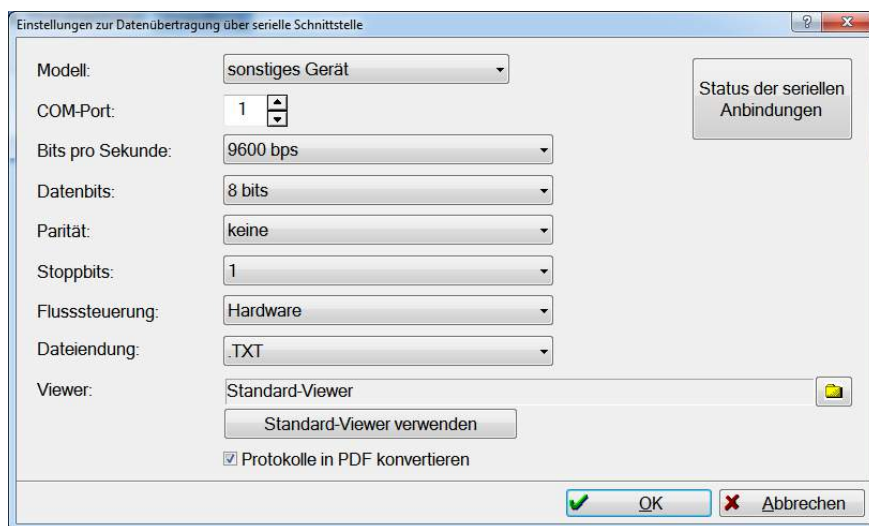 Einstellungen zur Datenübertragung über serielle Schnittstelle
Modell: sonstiges Gerät
Status der seriellen
Anbindungen
COM-Port: 1
Bits pro Sekunde: 9600 bps
Datenbits: 8 bits
Parität: keine
Stoppbits: 1
Flusssteuerung: Hardware
Dateiendung: .TXT
Viewer: Standard-Viewer
Standard-Viewer verwenden
Protokolle in PDF konvertieren
OK Abbrechen